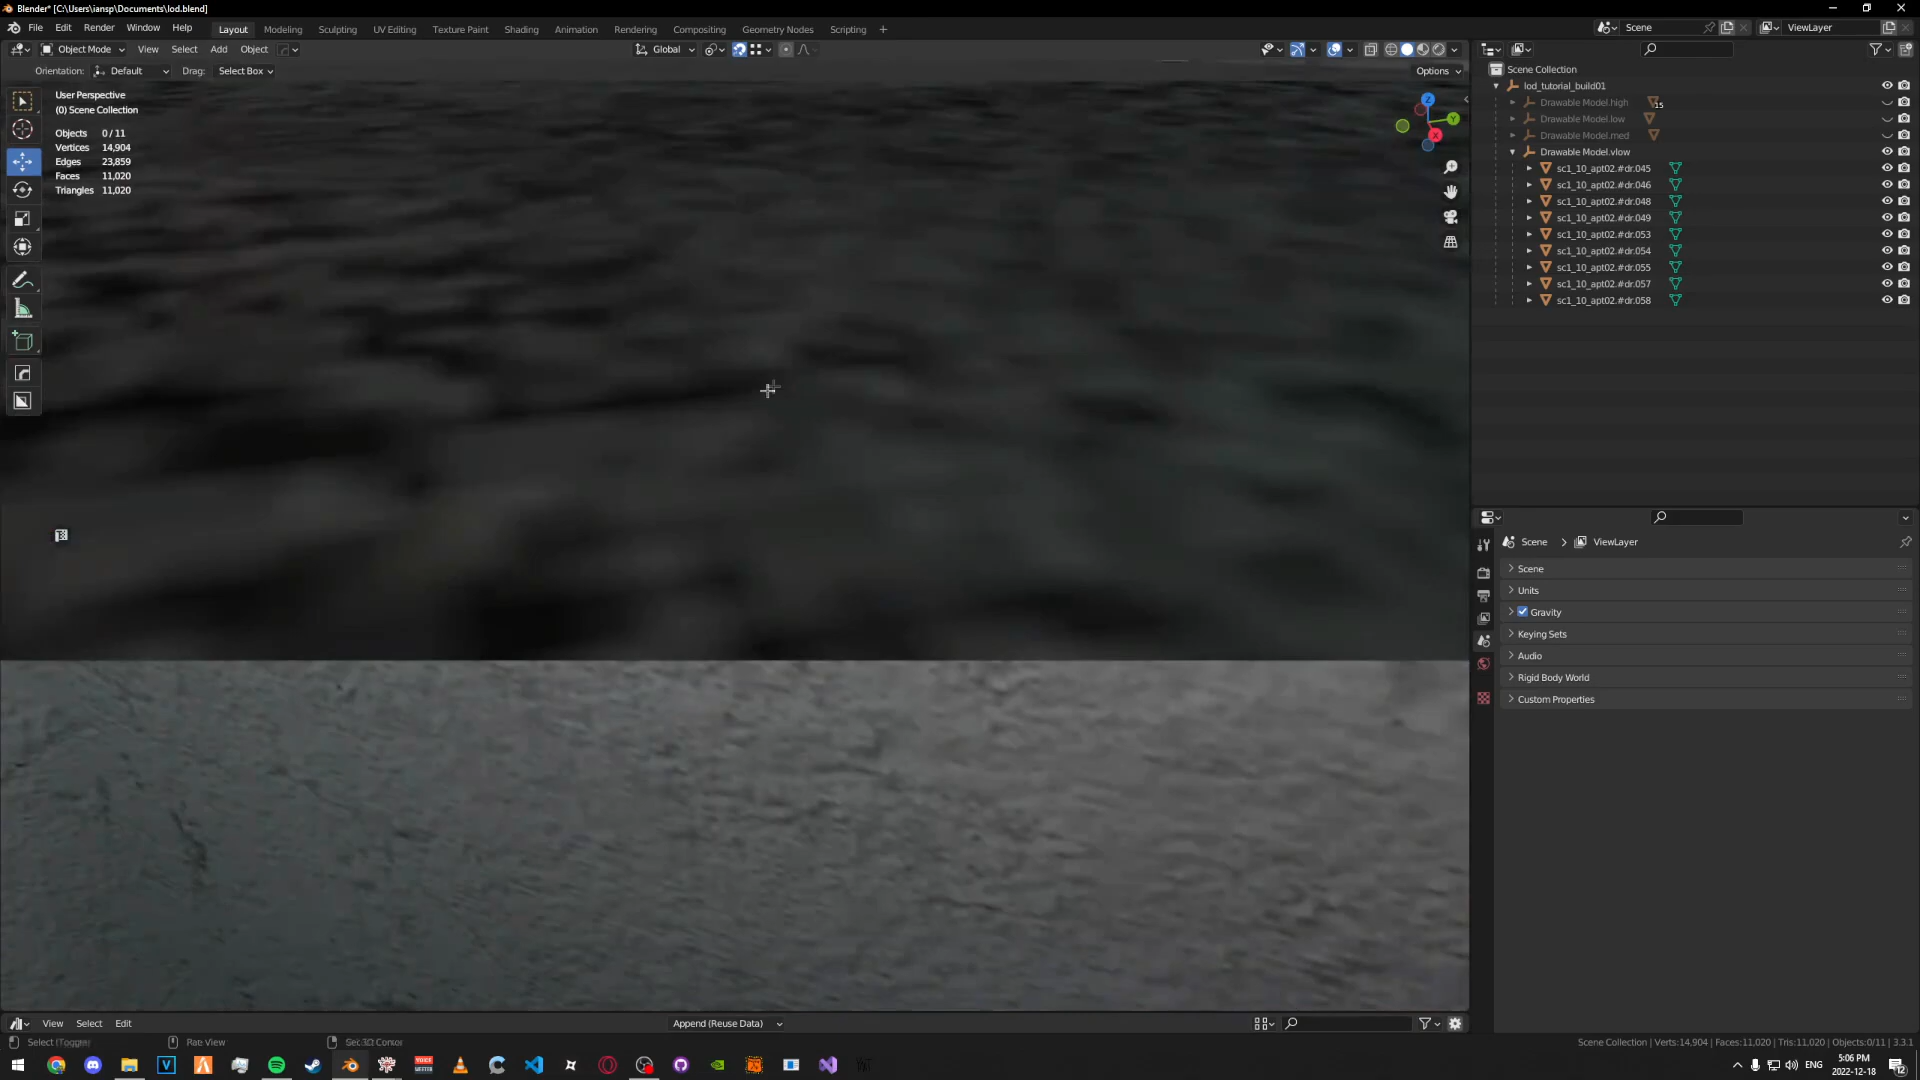 Blender* [C:\Users\iansp\Documents\lod.blend]
File Edit Render Window Help Layout Modeling Sculpting UV Editing Texture Paint Shading Animation Rendering Compositing Geometry Nodes Scripting + Scene ViewLayer
Object Mode View Select Add Object Global
Orientation: Default Drag: Select Box Options
User Perspective
(0) Scene Collection
Objects 0 / 11
Vertices 14,904
Edges 23,859
Faces 11,020
Triangles 11,020
Z
Y
X
Scene Collection
lod_tutorial_build01
Drawable Model.high 15
Drawable Model.low
Drawable Model.med
Drawable Model.vlow
sc1_10_apt02.#dr.045
sc1_10_apt02.#dr.046
sc1_10_apt02.#dr.048
sc1_10_apt02.#dr.049
sc1_10_apt02.#dr.053
sc1_10_apt02.#dr.054
sc1_10_apt02.#dr.055
sc1_10_apt02.#dr.057
sc1_10_apt02.#dr.058
Scene > ViewLayer
Scene
Units
Gravity
Keying Sets
Audio
Rigid Body World
Custom Properties
View Select Edit Append (Reuse Data)
Rotate View
Scene Collection | Verts:14,904 | Faces:11,020 | Tris:11,020 | Objects:0/11 | 3.3.1
ENG
5:06 PM
2022-12-18
12